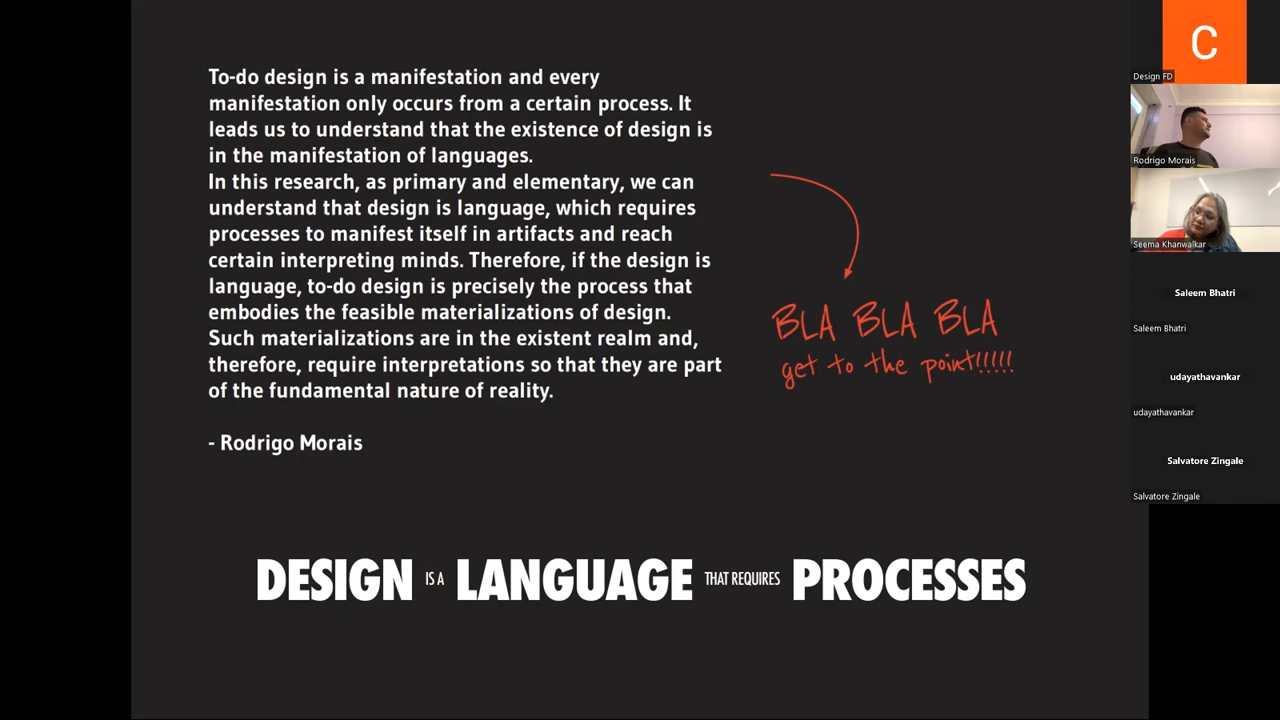 To-do design is a manifestation and every
manifestation only occurs from a certain process. It
leads us to understand that the existence of design is
in the manifestation of languages.
In this research, as primary and elementary, we can
understand that design is language, which requires
processes to manifest itself in artifacts and reach
certain interpreting minds. Therefore, if the design is
language, to-do design is precisely the process that
embodies the feasible materializations of design.
Such materializations are in the existent realm and,
therefore, require interpretations so that they are part
of the fundamental nature of reality.
- Rodrigo Morais
BLA BLA BLA
get to the point!!!!!
DESIGN IS A LANGUAGE THAT REQUIRES PROCESSES
C
Design FD
Rodrigo Morais
Seema Khanwalkar
Saleem Bhatri
Saleem Bhatri
udayathavankar
udayathavankar
Salvatore Zingale
Salvatore Zingale